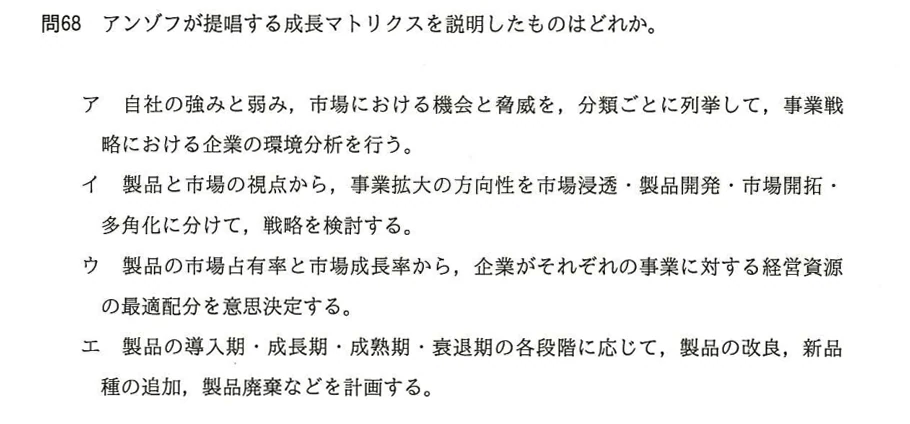 問68　アンゾフが提唱する成長マトリクスを説明したものはどれか。
ア　自社の強みと弱み，市場における機会と脅威を，分類ごとに列挙して，事業戦
略における企業の環境分析を行う。
イ　製品と市場の視点から，事業拡大の方向性を市場浸透・製品開発・市場開拓・
多角化に分けて，戦略を検討する。
ウ　製品の市場占有率と市場成長率から，企業がそれぞれの事業に対する経営資源
の最適配分を意思決定する。
エ　製品の導入期・成長期・成熟期・衰退期の各段階に応じて，製品の改良，新品
種の追加，製品廃棄などを計画する。